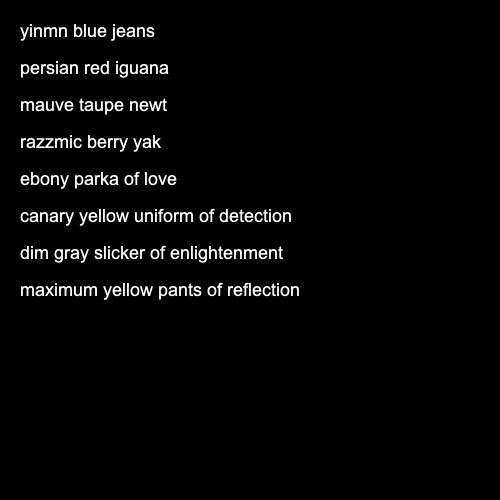 yinmn blue jeans
persian red iguana
mauve taupe newt
razzmic berry yak
ebony parka of love
canary yellow uniform of detection
dim gray slicker of enlightenment
maximum yellow pants of reflection